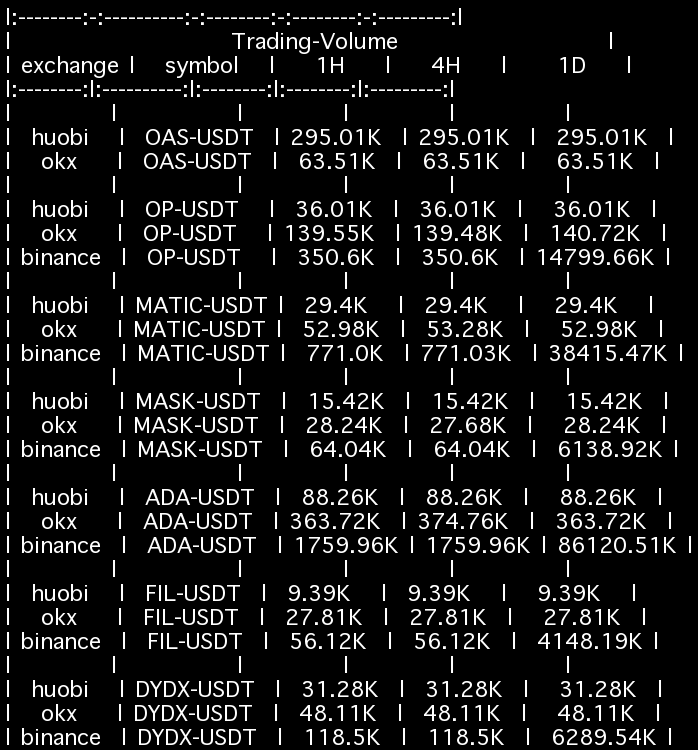 |:--------:-:----------:-:--------:-:--------:-:---------:|
| Trading-Volume |
| exchange | symbol | 1H | 4H | 1D |
|:--------:|:----------:|:--------:|:--------:|:---------:|
| | | | | |
| huobi | OAS-USDT | 295.01K | 295.01K | 295.01K |
| okx | OAS-USDT | 63.51K | 63.51K | 63.51K |
| | | | | |
| huobi | OP-USDT | 36.01K | 36.01K | 36.01K |
| okx | OP-USDT | 139.55K | 139.48K | 140.72K |
| binance | OP-USDT | 350.6K | 350.6K | 14799.66K |
| | | | | |
| huobi | MATIC-USDT | 29.4K | 29.4K | 29.4K |
| okx | MATIC-USDT | 52.98K | 53.28K | 52.98K |
| binance | MATIC-USDT | 771.0K | 771.03K | 38415.47K |
| | | | | |
| huobi | MASK-USDT | 15.42K | 15.42K | 15.42K |
| okx | MASK-USDT | 28.24K | 27.68K | 28.24K |
| binance | MASK-USDT | 64.04K | 64.04K | 6138.92K |
| | | | | |
| huobi | ADA-USDT | 88.26K | 88.26K | 88.26K |
| okx | ADA-USDT | 363.72K | 374.76K | 363.72K |
| binance | ADA-USDT | 1759.96K | 1759.96K | 86120.51K |
| | | | | |
| huobi | FIL-USDT | 9.39K | 9.39K | 9.39K |
| okx | FIL-USDT | 27.81K | 27.81K | 27.81K |
| binance | FIL-USDT | 56.12K | 56.12K | 4148.19K |
| | | | | |
| huobi | DYDX-USDT | 31.28K | 31.28K | 31.28K |
| okx | DYDX-USDT | 48.11K | 48.11K | 48.11K |
| binance | DYDX-USDT | 118.5K | 118.5K | 6289.54K |